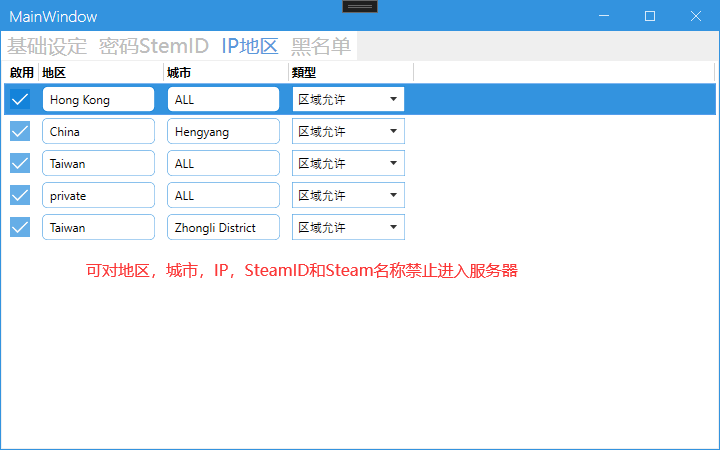 MainWindow
基础设定 密码StemID IP地区 黑名单
啟用 地区 城市 類型
Hong Kong ALL 区域允许
China Hengyang 区域允许
Taiwan ALL 区域允许
private ALL 区域允许
Taiwan Zhongli District 区域允许
可对地区，城市，IP，SteamID和Steam名称禁止进入服务器